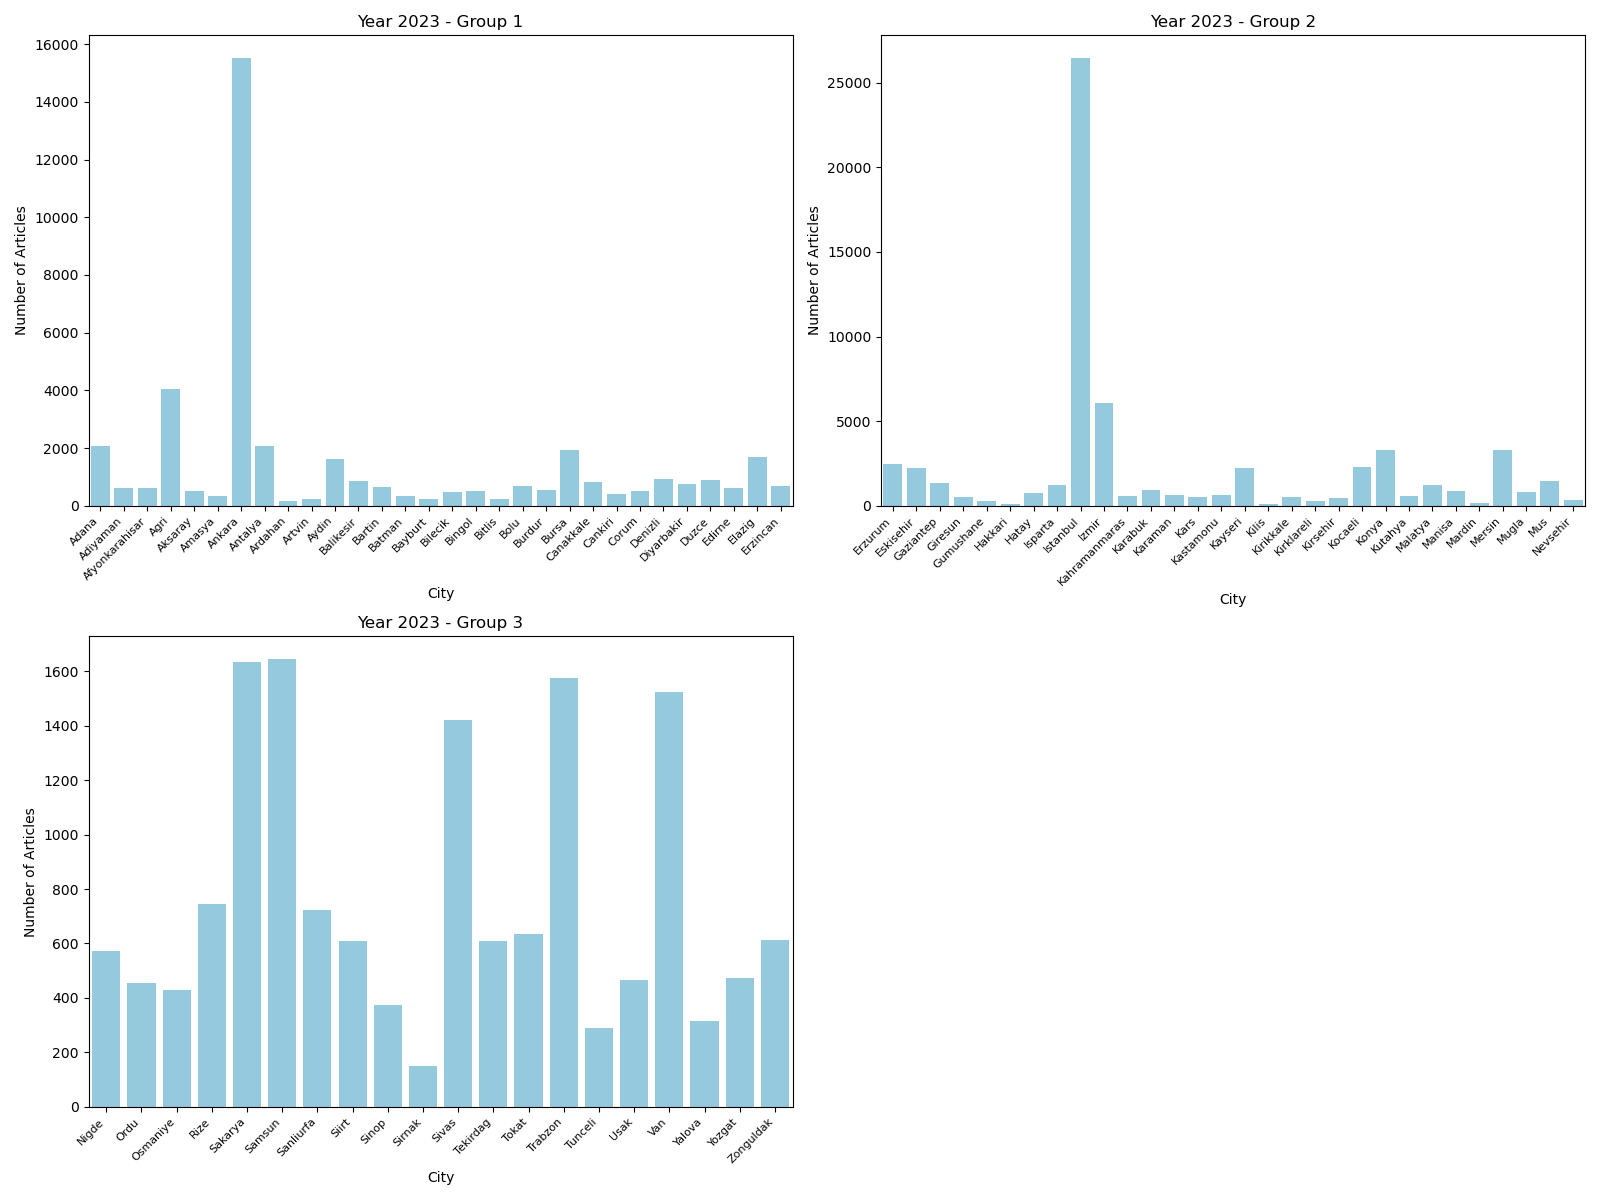 Year 2023 - Group 1
16000
14000
12000
10000
8000
6000
4000
2000
0
Number of Articles
Adana
Adiyaman
Afyonkarahisar
Agri
Aksaray
Amasya
Ankara
Antalya
Ardahan
Artvin
Aydin
Balikesir
Bartin
Batman
Bayburt
Bilecik
Bingol
Bitlis
Bolu
Burdur
Bursa
Canakkale
Cankiri
Corum
Denizli
Diyarbakir
Duzce
Edirne
Elazig
Erzincan
City
Year 2023 - Group 2
25000
20000
15000
10000
5000
0
Number of Articles
Erzurum
Eskisehir
Gaziantep
Giresun
Gumushane
Hakkari
Hatay
Isparta
Istanbul
Izmir
Kahramanmaras
Karabuk
Karaman
Kars
Kastamonu
Kayseri
Kilis
Kirikkale
Kirklareli
Kirsehir
Kocaeli
Konya
Kutahya
Malatya
Manisa
Mardin
Mersin
Mugla
Mus
Nevsehir
City
Year 2023 - Group 3
1600
1400
1200
1000
800
600
400
200
0
Number of Articles
Nigde
Ordu
Osmaniye
Rize
Sakarya
Samsun
Sanliurfa
Siirt
Sinop
Sirnak
Sivas
Tekirdag
Tokat
Trabzon
Tunceli
Usak
Van
Yalova
Yozgat
Zonguldak
City